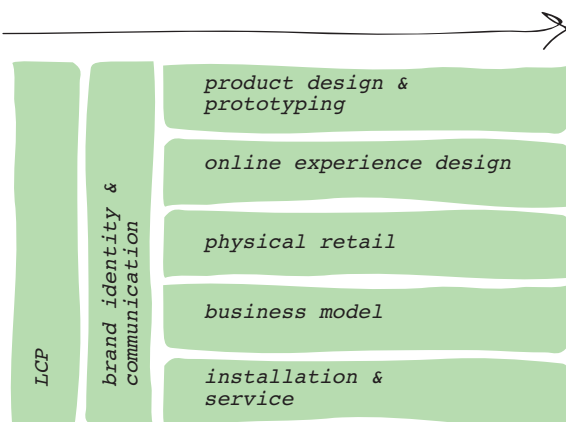 LCP
brand identity &
communication
product design &
prototyping
online experience design
physical retail
business model
installation &
service